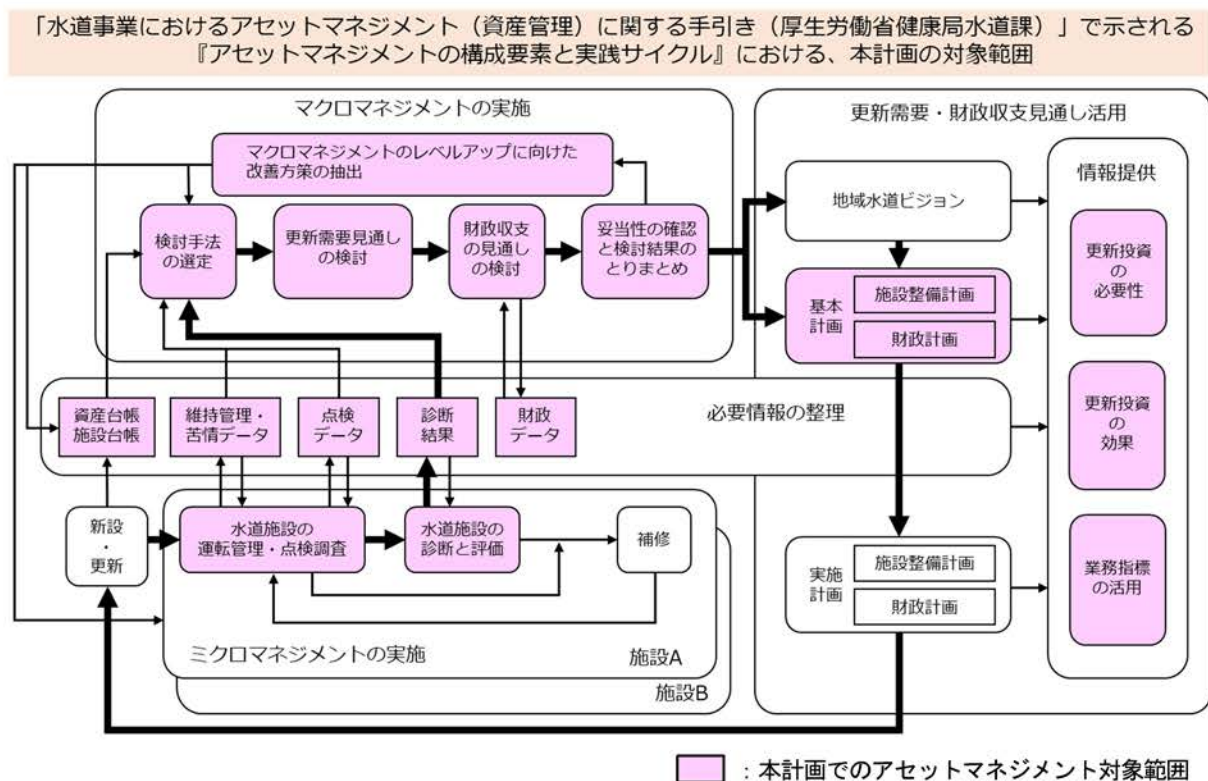 「水道事業におけるアセットマネジメント（資産管理）に関する手引き（厚生労働省健康局水道課）」で示される
『アセットマネジメントの構成要素と実践サイクル』における、本計画の対象範囲
マクロマネジメントの実施
マクロマネジメントのレベルアップに向けた
改善方策の抽出
検討手法
の選定
更新需要見通し
の検討
財政収支
の見通し
の検討
妥当性の確認
と検討結果の
とりまとめ
更新需要・財政収支見通し活用
地域水道ビジョン
基本
計画
施設整備計画
財政計画
情報提供
更新投資
の
必要性
更新投資
の
効果
業務指標
の活用
資産台帳
施設台帳
維持管理・
苦情データ
点検
データ
診断
結果
財政
データ
必要情報の整理
新設
・
更新
水道施設の
運転管理・点検調査
水道施設の
診断と評価
補修
ミクロマネジメントの実施
施設A
施設B
実施
計画
施設整備計画
財政計画
：本計画でのアセットマネジメント対象範囲